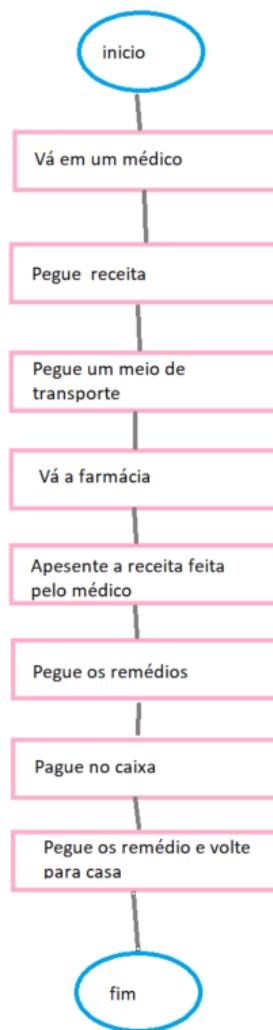 inicio
Vá em um médico
Pegue receita
Pegue um meio de
transporte
Vá a farmácia
Apesente a receita feita
pelo médico
Pegue os remédios
Pague no caixa
Pegue os remédio e volte
para casa
fim